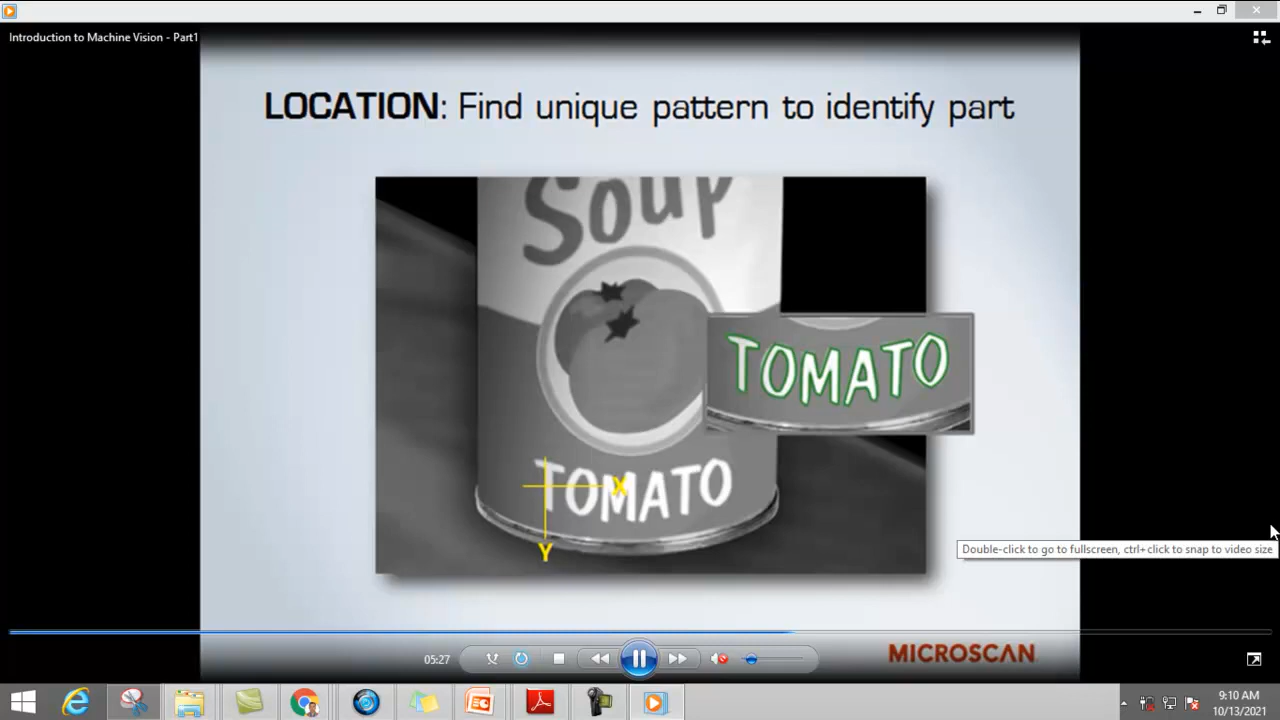 Introduction to Machine Vision - Part1
LOCATION: Find unique pattern to identify part
Soup
TOMATO
TOMATO
X
Y
Double-click to go to fullscreen, ctrl+click to snap to video size
05:27
MICROSCAN
9:10 AM
10/13/2021